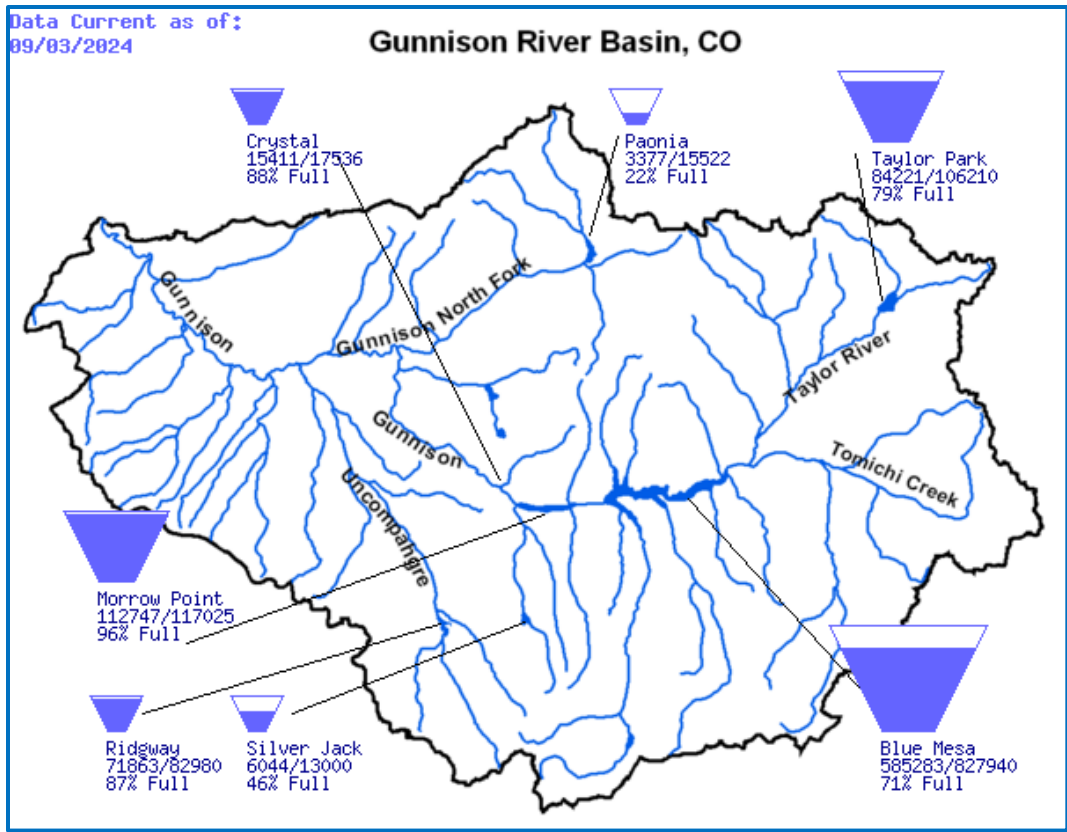 Data Current as of:
09/03/2024
Gunnison River Basin, CO
Crystal
15411/17536
88% Full
Paonia
3377/15522
22% Full
Taylor Park
84221/106210
79% Full
Gunnison
Gunnison North Fork
Taylor River
Gunnison
Tomichi Creek
Uncompahgre
Morrow Point
112747/117025
96% Full
Ridgway
71863/82980
87% Full
Silver Jack
6044/13000
46% Full
Blue Mesa
585283/827940
71% Full